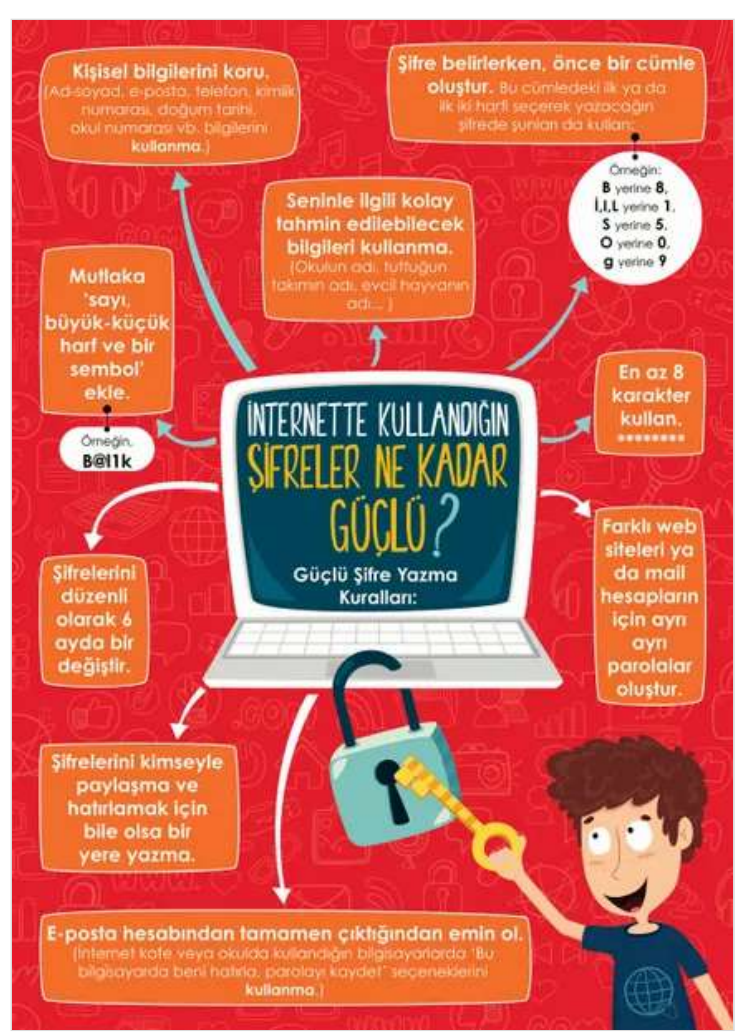 Kişisel bilgilerini koru.
(Ad-soyad, e-posta, telefon, kimlik
numarası, doğum tarihi,
okul numarası vb. bilgilerini
kullanma.)
Şifre belirlerken, önce bir cümle
oluştur. Bu cümledeki ilk ya da
ilk iki harfi seçerek yazacağın
şifrede şunları da kullan:
Örneğin:
B yerine 8,
İ,I,L yerine 1,
S yerine 5,
O yerine 0,
g yerine 9
Seninle ilgili kolay
tahmin edilebilecek
bilgileri kullanma.
(Okulun adı, tuttuğun
takımın adı, evcil hayvanın
adı... )
Mutlaka
'sayı,
büyük-küçük
harf ve bir
sembol'
ekle.
Örneğin,
B@l1k
En az 8
karakter
kullan.
********
İNTERNETTE KULLANDIĞIN
ŞİFRELER NE KADAR
GÜÇLÜ?
Güçlü Şifre Yazma
Kuralları:
Şifrelerini
düzenli
olarak 6
ayda bir
değiştir.
Farklı web
siteleri ya
da mail
hesapların
için ayrı
ayrı
parolalar
oluştur.
Şifrelerini kimseyle
paylaşma ve
hatırlamak için
bile olsa bir
yere yazma.
E-posta hesabından tamamen çıktığından emin ol.
(İnternet kafe veya okulda kullandığın bilgisayarlarda 'Bu
bilgisayarda beni hatırla, parolayı kaydet' seçeneklerini
kullanma.)